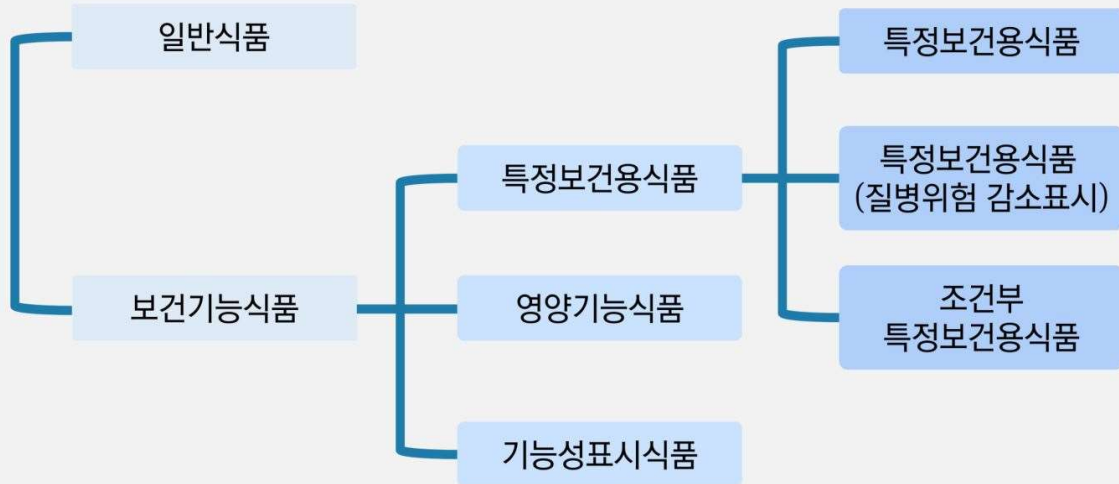 일반식품
보건기능식품
특정보건용식품
영양기능식품
기능성표시식품
특정보건용식품
특정보건용식품
(질병위험 감소표시)
조건부
특정보건용식품